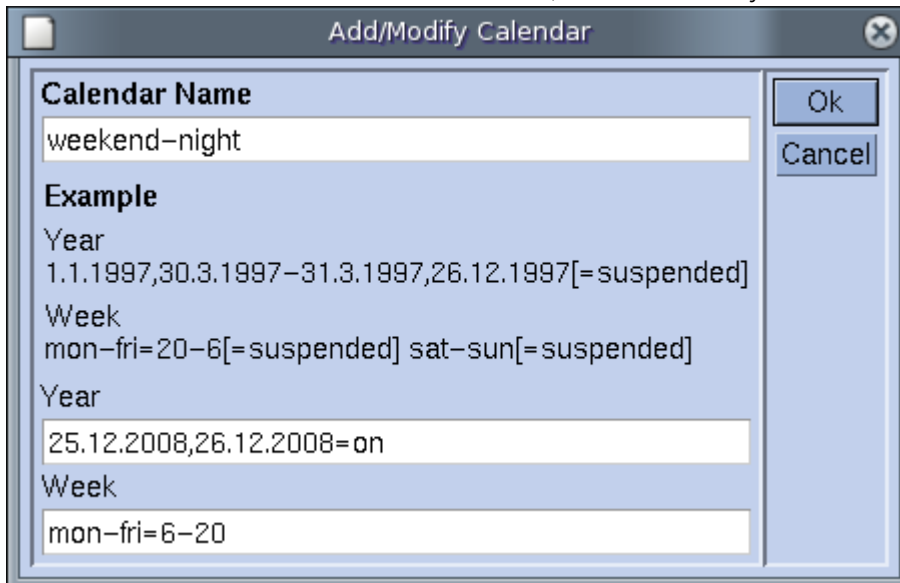 Add/Modify Calendar
Calendar Name
Ok
weekend-night
Cancel
Example
Year
1.1.1997,30.3.1997-31.3.1997,26.12.1997[=suspended]
Week
mon-fri=20-6[=suspended] sat-sun[=suspended]
Year
25.12.2008,26.12.2008=on
Week
mon-fri=6-20